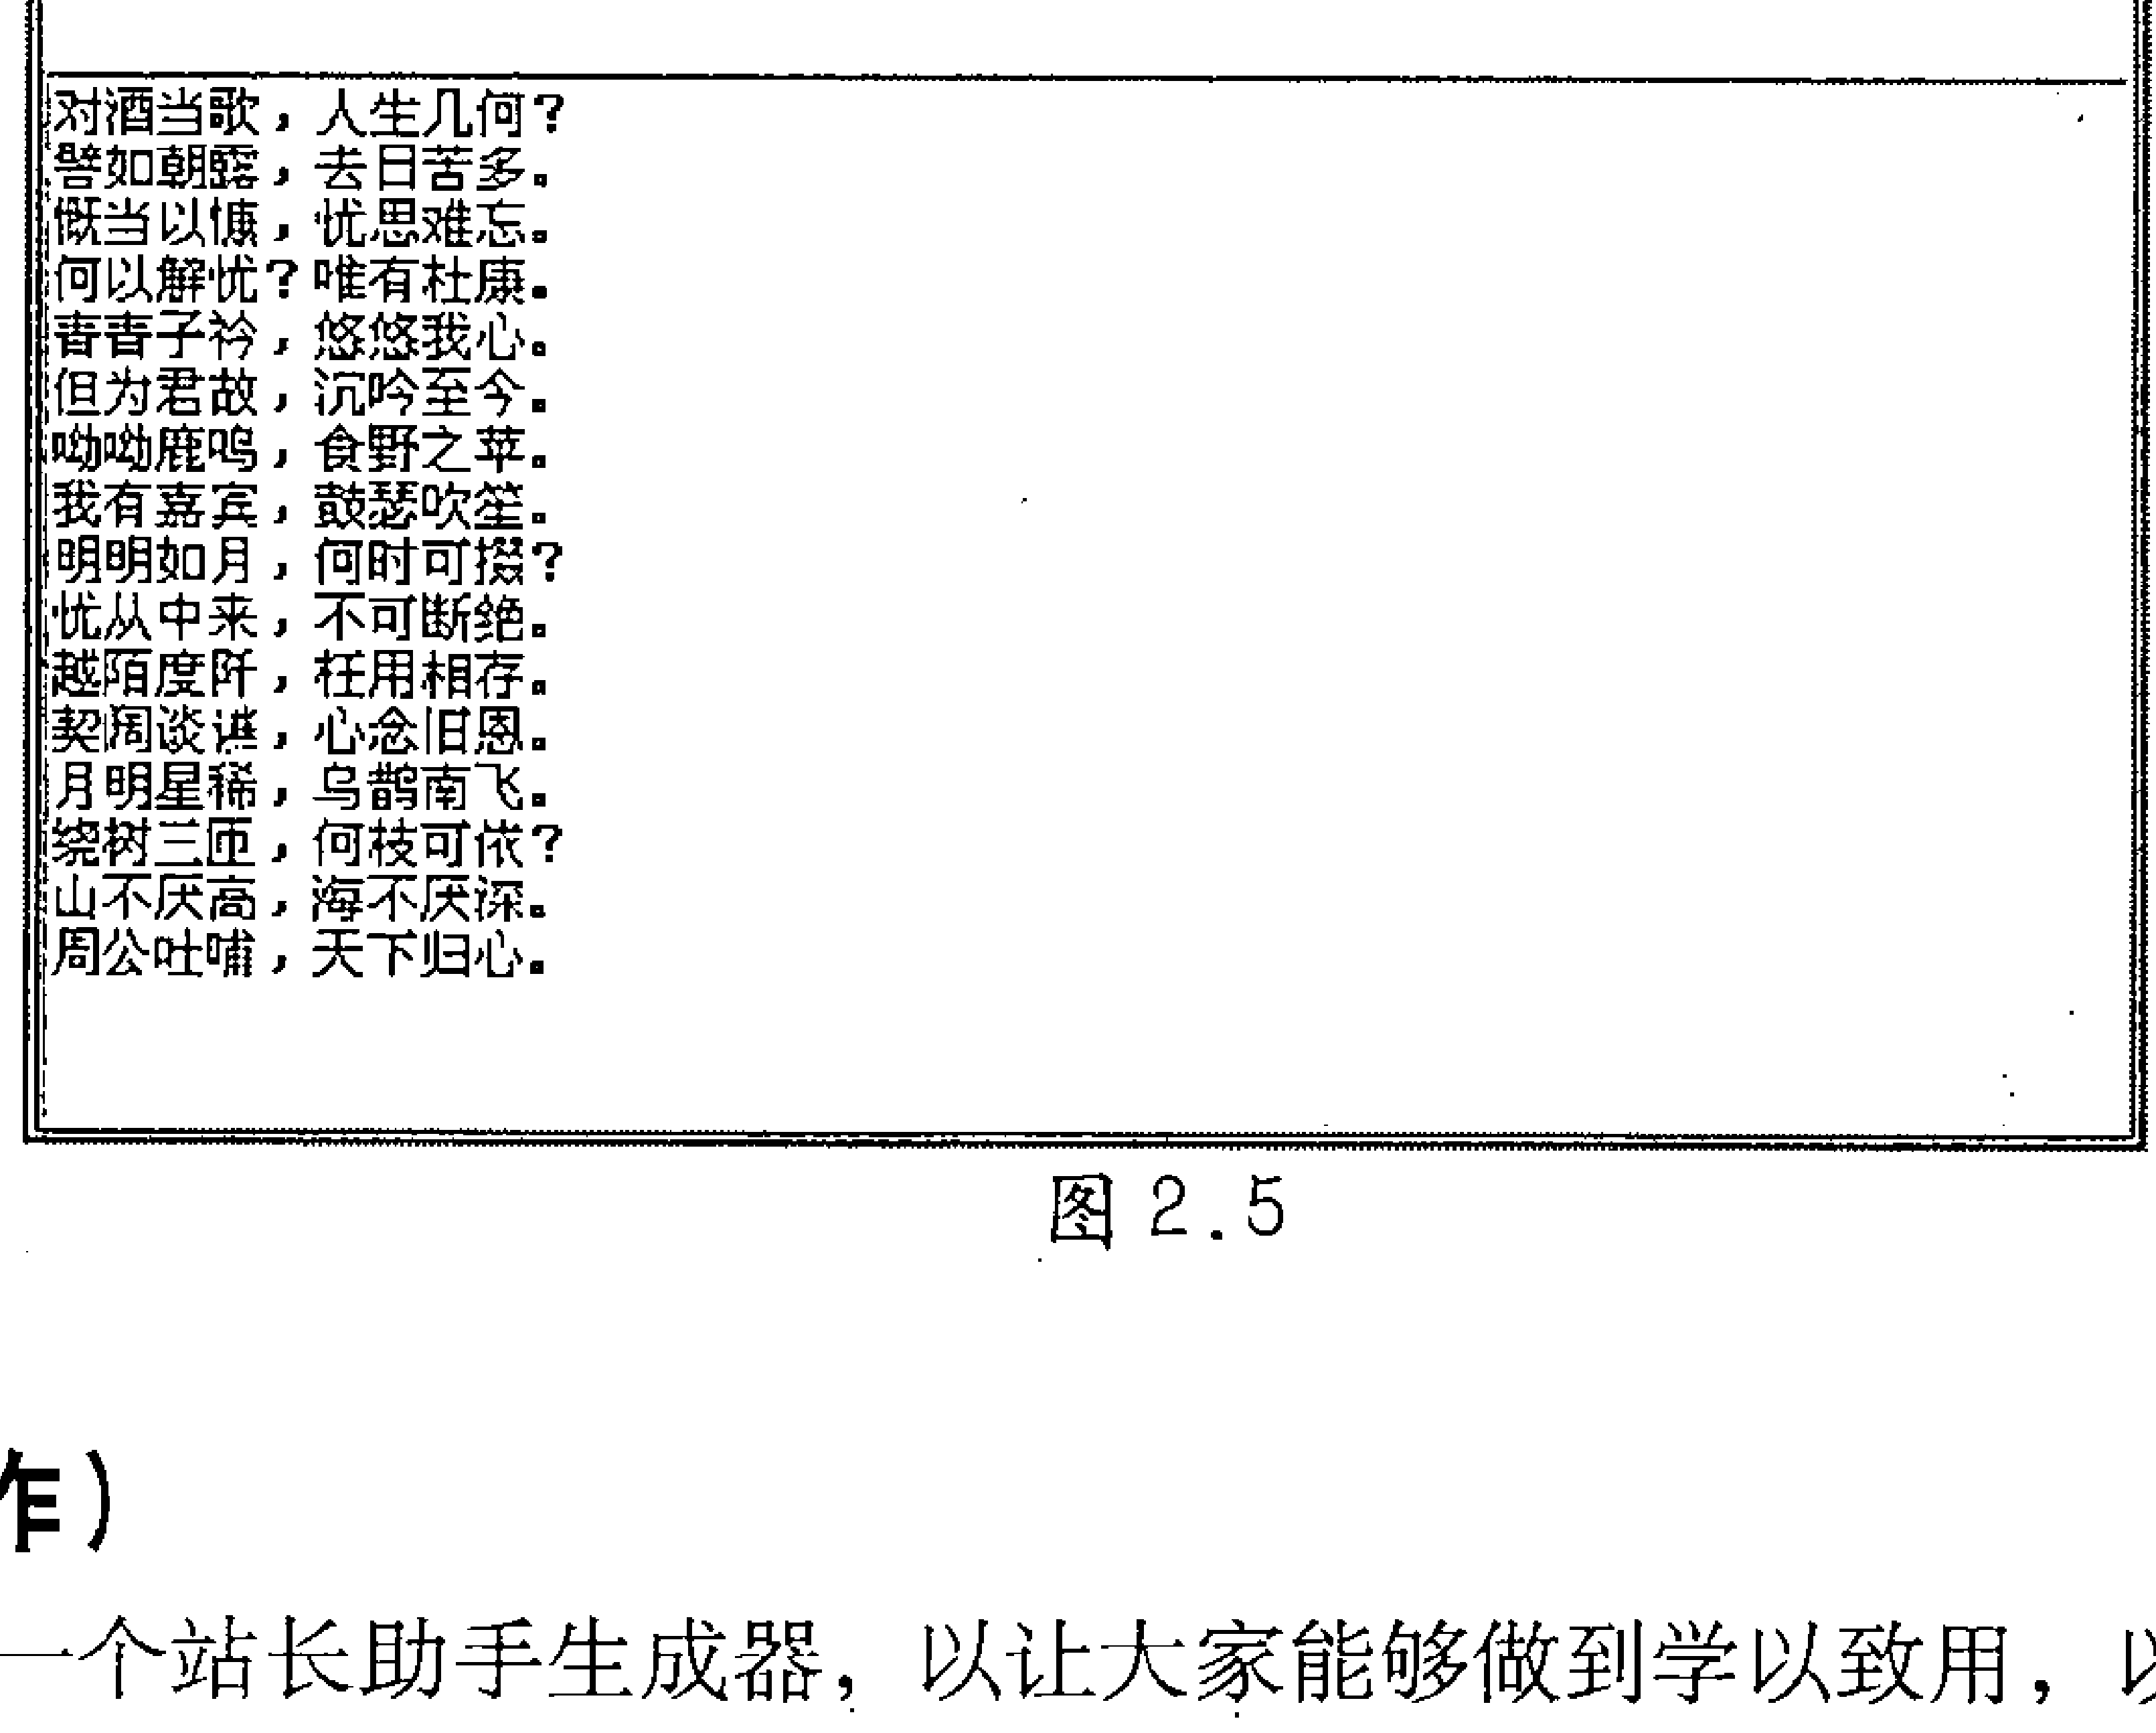 对酒当歌，人生几何？
譬如朝露，去日苦多。
慨当以慷，忧思难忘。
何以解忧？唯有杜康。
青青子衿，悠悠我心。
但为君故，沉吟至今。
呦呦鹿鸣，食野之苹。
我有嘉宾，鼓瑟吹笙。
明明如月，何时可掇？
忧从中来，不可断绝。
越陌度阡，枉用相存。
契阔谈讌，心念旧恩。
月明星稀，乌鹊南飞。
绕树三匝，何枝可依？
山不厌高，海不厌深。
周公吐哺，天下归心。
图 2.5
作)
一个站长助手生成器，以让大家能够做到学以致用，以